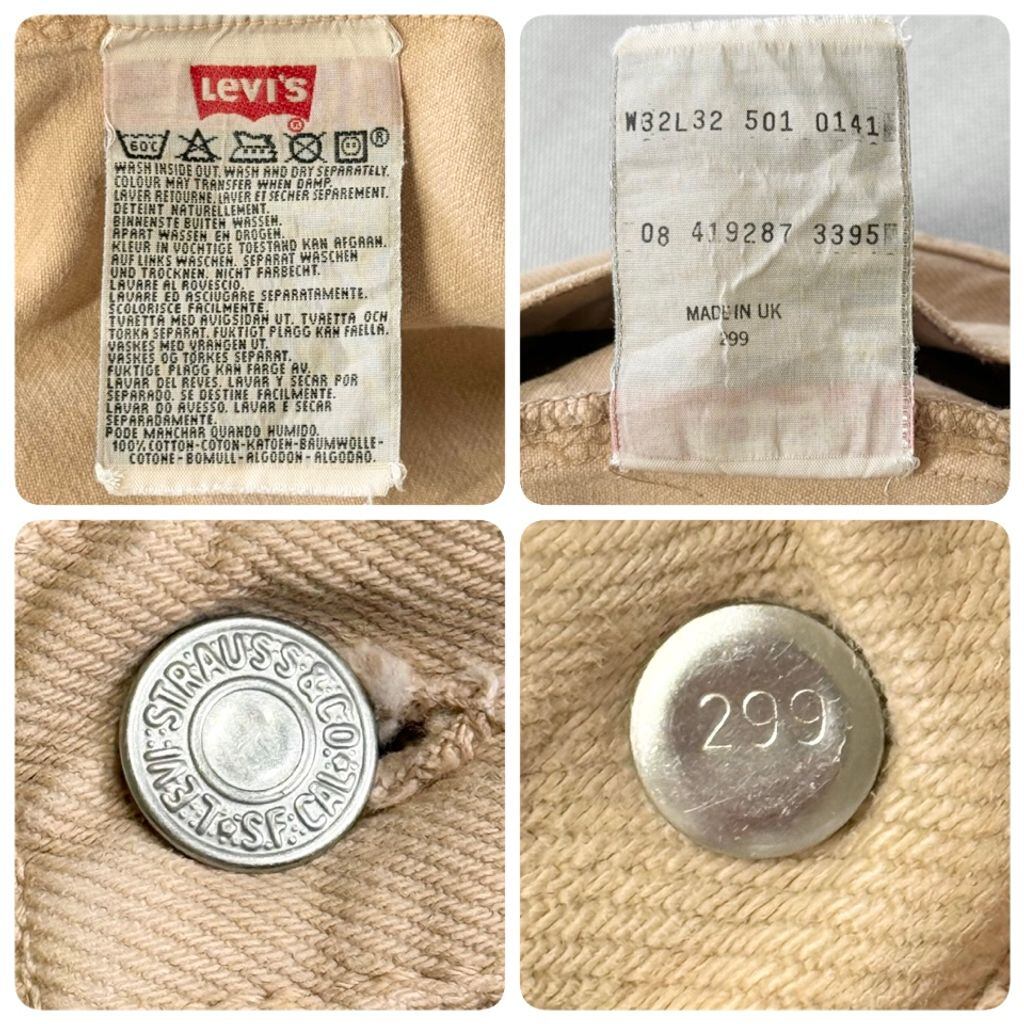 Levi's
®
60C
®
WASH INSIDE OUT. WASH AND DRY SEPARATELY.
COLOUR MAY TRANSFER WHEN DAMP.
LAVER RETOURNE. LAVER ET SECHER SEPAREMENT.
DETEINT NATURELLEMENT.
BINNENSTE BUITEN WASSEN.
APART WASSEN EN DROGEN.
KLEUR IN VOCHTIGE TOESTAND KAN AFGRAN.
AUF LINKS WASCHEN. SEPARAT WASCHEN
UND TROCKNEN. NICHT FARBECHT.
LAVARE AL ROVESCIO.
LAVARE ED ASCIUGARE SEPARATAMENTE.
SCOLORISCE FACILMENTE.
TVAETTA MED AVIGSIDAN UT. TVAETTA OCH
TORKA SEPARAT. FUKTIGT PLAGG KAN FAELLA.
VASKES MED VRANGEN UT.
VASKES OG TORKES SEPARAT.
FUKTIGE PLAGG KAN FARGE AV.
LAVAR DEL REVES. LAVAR Y SECAR POR
SEPARADO. SE DESTINE FACILMENTE.
LAVAR DO AVESSO. LAVAR E SECAR
SEPARADAMENTE.
PODE MANCHAR QUANDO HUMIDO.
100% COTTON-COTON-KATOEN-BAUMWOLLE-
COTONE-BOMULL-ALGODON-ALGODAO.
W32L32 501 0141
08 419287 3395
MADE IN UK
299
LEVI STRAUSS & CO. S.F. CAL
299